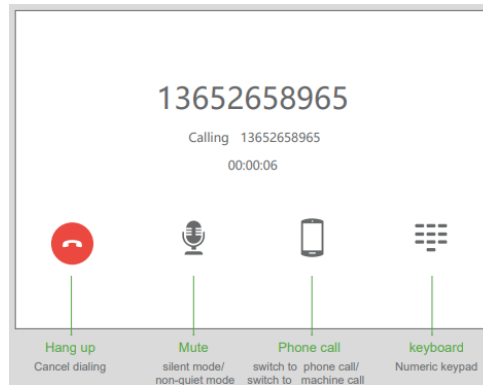 13652658965
Calling 13652658965
00:00:06
Hang up Mute Phone call keyboard
Cancel dialing silent mode/ switch to phone call/ Numeric keypad
non-quiet mode switch to machine call